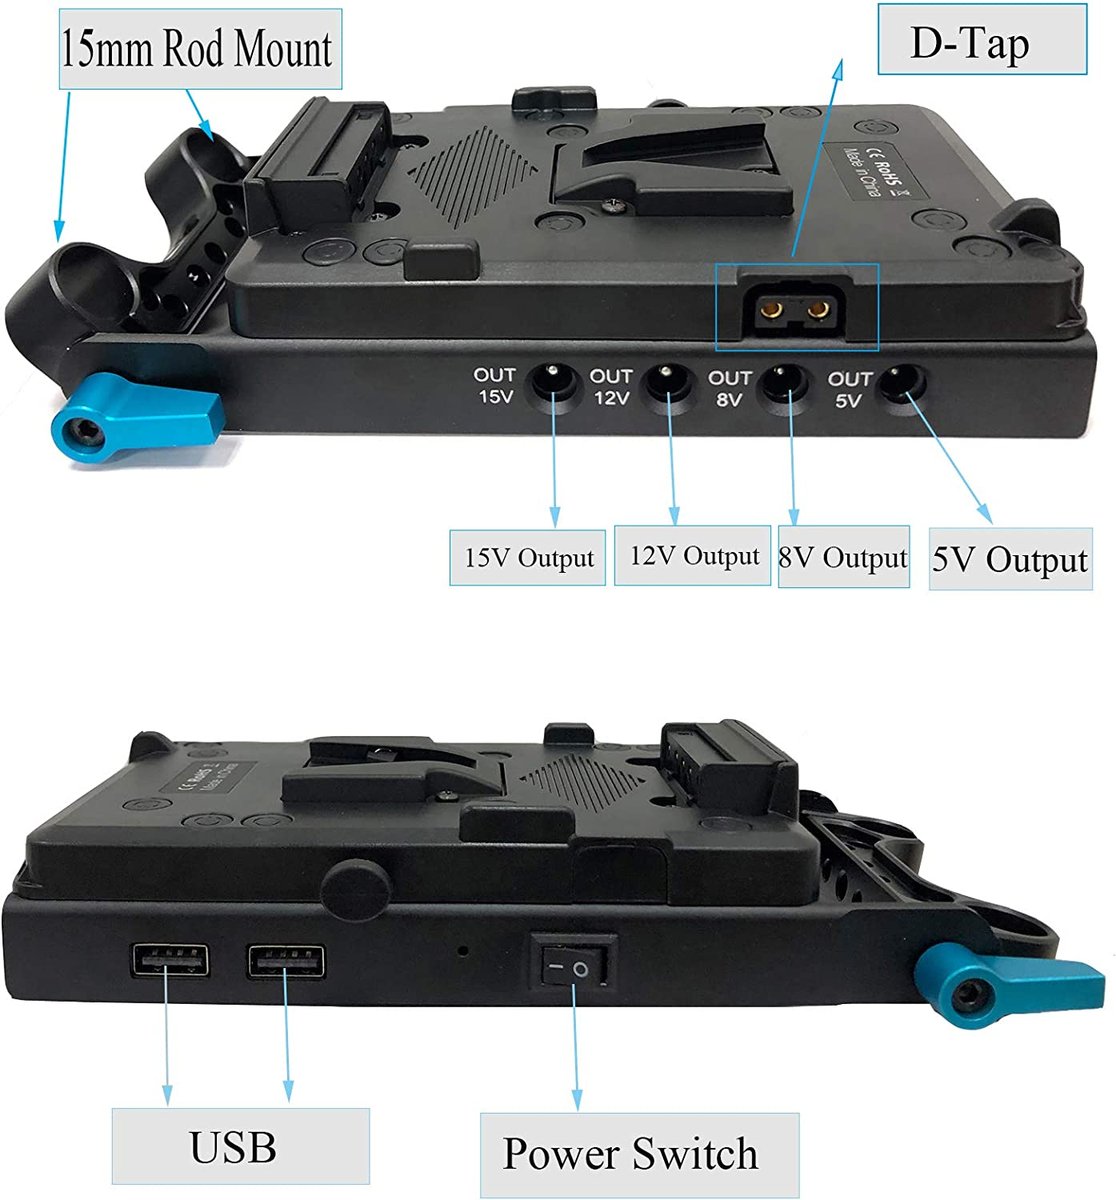 15mm Rod Mount
D-Tap
CE RoHS
Made in China
OUT 15V
OUT 12V
OUT 8V
OUT 5V
15V Output
12V Output
8V Output
5V Output
CE RoHS
Made in China
USB
Power Switch